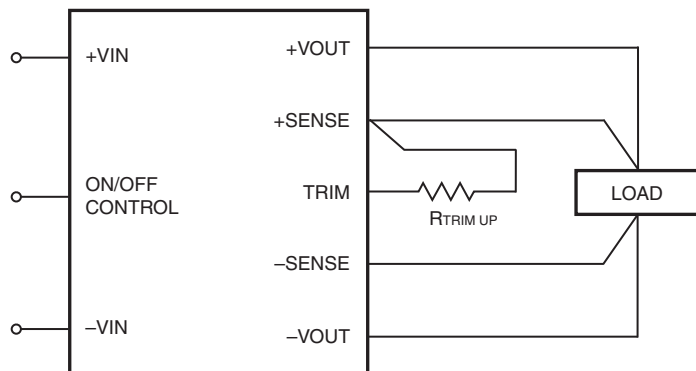 +VIN
ON/OFF
CONTROL
–VIN
+VOUT
+SENSE
TRIM
–SENSE
–VOUT
RTRIM UP
LOAD